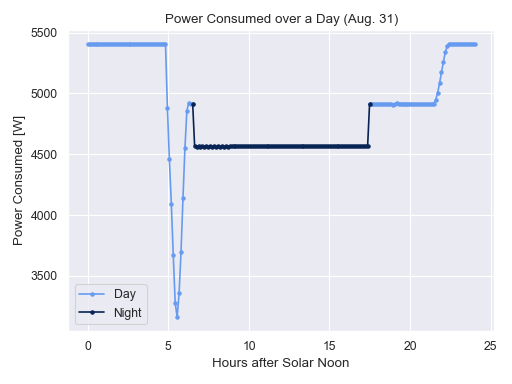 Power Consumed over a Day (Aug. 31)
5500
5000
4500
4000
3500
Power Consumed [W]
Day
Night
0
5
10
15
20
25
Hours after Solar Noon